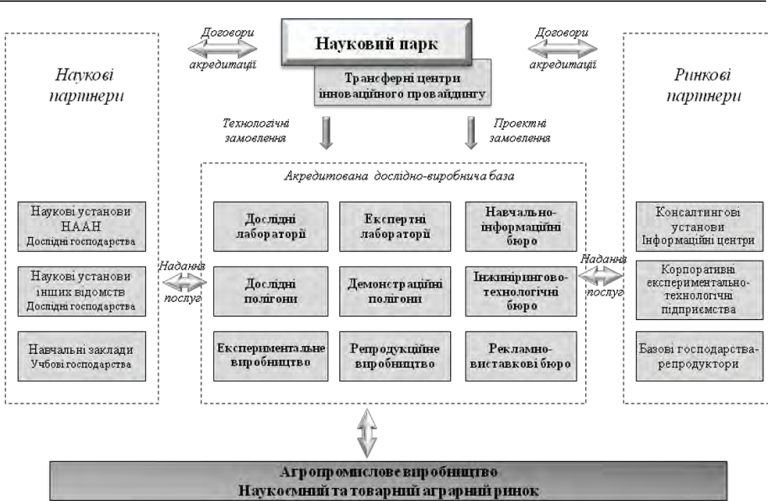 Договори
акредитації
Науковий парк
Договори
акредитації
Трансферні центри
інноваційного провайдингу
Наукові
партнери
Ринкові
партнери
Технологічні
замовлення
Проектні
замовлення
Акредитована дослідно-виробнича база
Наукові установи
НААН
Дослідні господарства
Дослідні
лабораторії
Експертні
лабораторії
Навчально-
інформаційні
бюро
Консалтингові
установи
Інформаційні центри
Надання
послуг
Надання
послуг
Наукові установи
інших відомств
Дослідні господарства
Дослідні
полігони
Демонстраційні
полігони
Інжинірингово-
технологічні
бюро
Корпоративні
експериментально-
технологічні
підприємства
Навчальні заклади
Учбові господарства
Експериментальне
виробництво
Репродукційне
виробництво
Рекламно-
виставкові бюро
Базові господарства-
репродуктори
Агропромислове виробництво
Наукоємний та товарний аграрний ринок